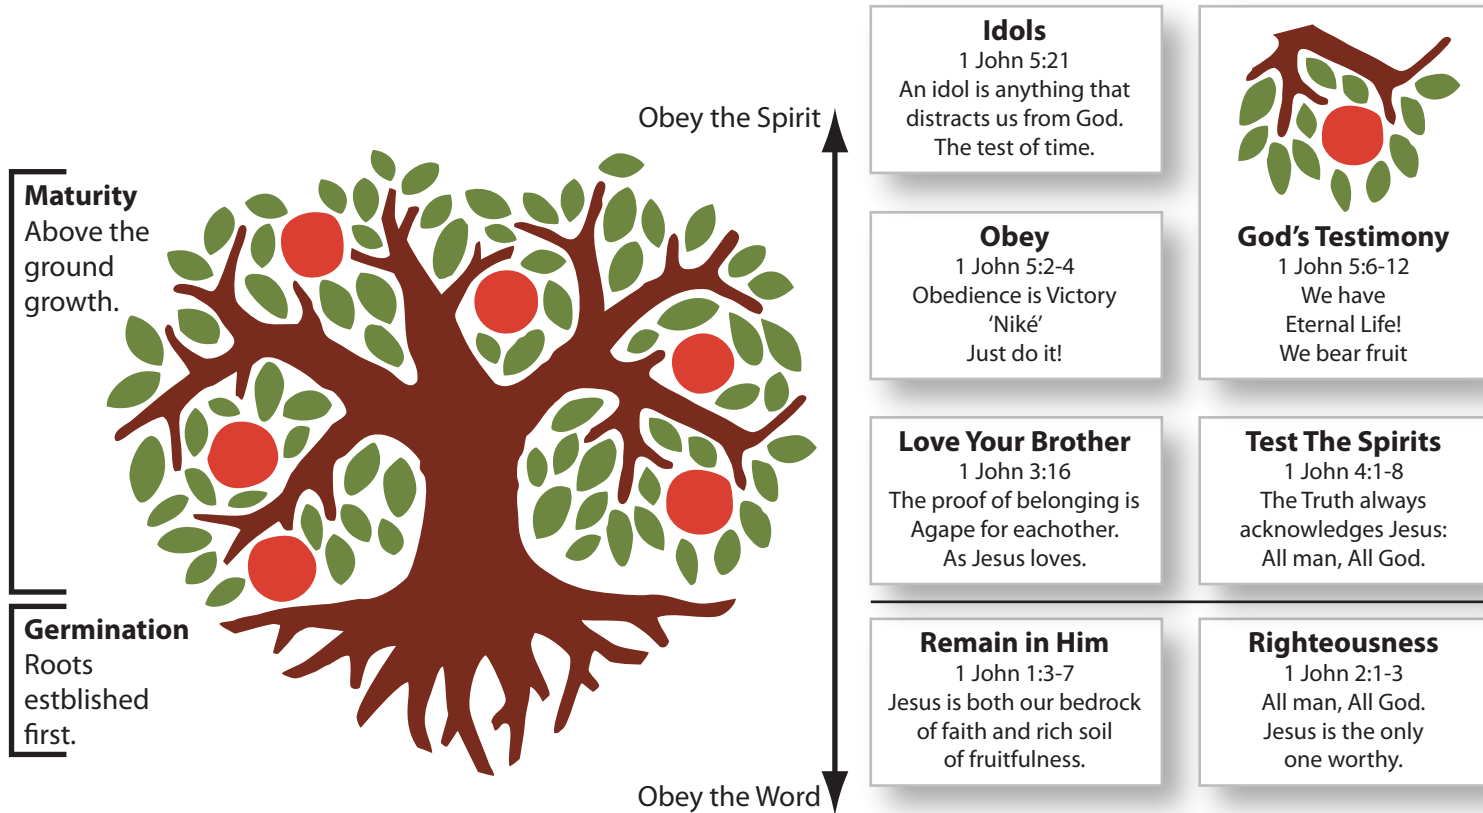 Maturity
Above the
ground
growth.
Germination
Roots
estblished
first.
Obey the Spirit
Obey the Word
Idols
1 John 5:21
An idol is anything that
distracts us from God.
The test of time.
God's Testimony
1 John 5:6-12
We have
Eternal Life!
We bear fruit
Obey
1 John 5:2-4
Obedience is Victory
‘Niké’
Just do it!
Love Your Brother
1 John 3:16
The proof of belonging is
Agape for eachother.
As Jesus loves.
Test The Spirits
1 John 4:1-8
The Truth always
acknowledges Jesus:
All man, All God.
Remain in Him
1 John 1:3-7
Jesus is both our bedrock
of faith and rich soil
of fruitfulness.
Righteousness
1 John 2:1-3
All man, All God.
Jesus is the only
one worthy.